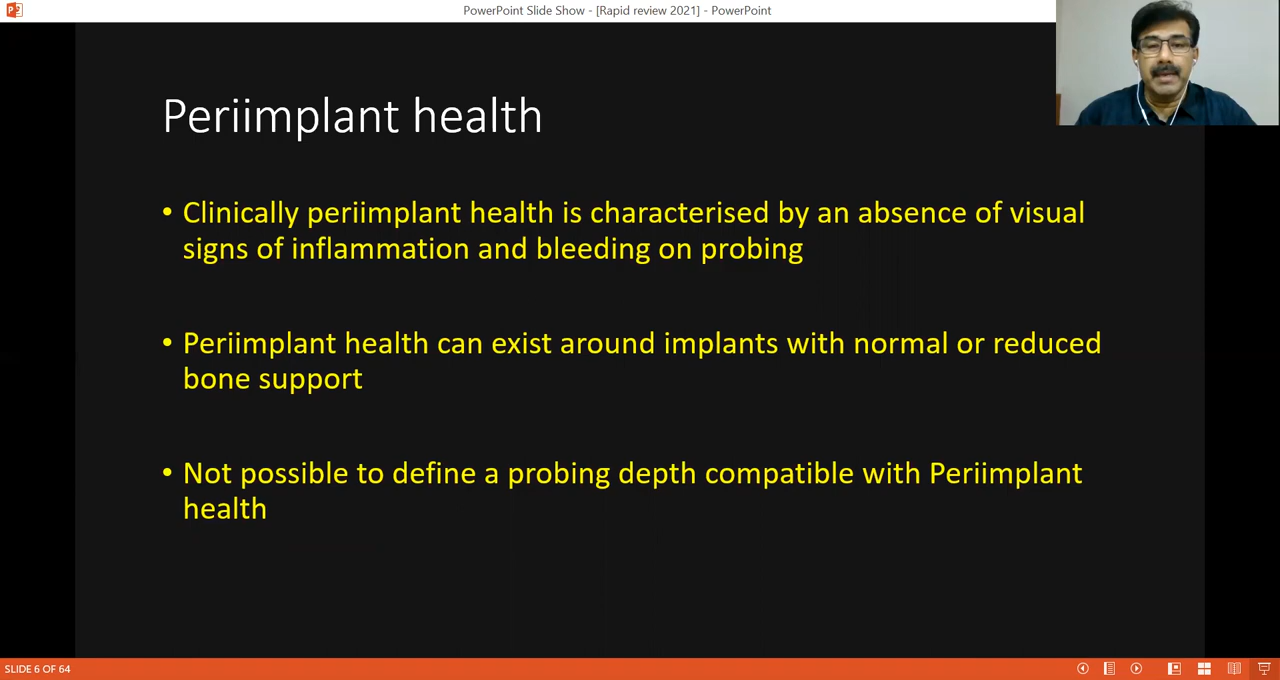 PowerPoint Slide Show - [Rapid review 2021] - PowerPoint
Periimplant health
• Clinically periimplant health is characterised by an absence of visual
signs of inflammation and bleeding on probing
• Periimplant health can exist around implants with normal or reduced
bone support
• Not possible to define a probing depth compatible with Periimplant
health
SLIDE 6 OF 64